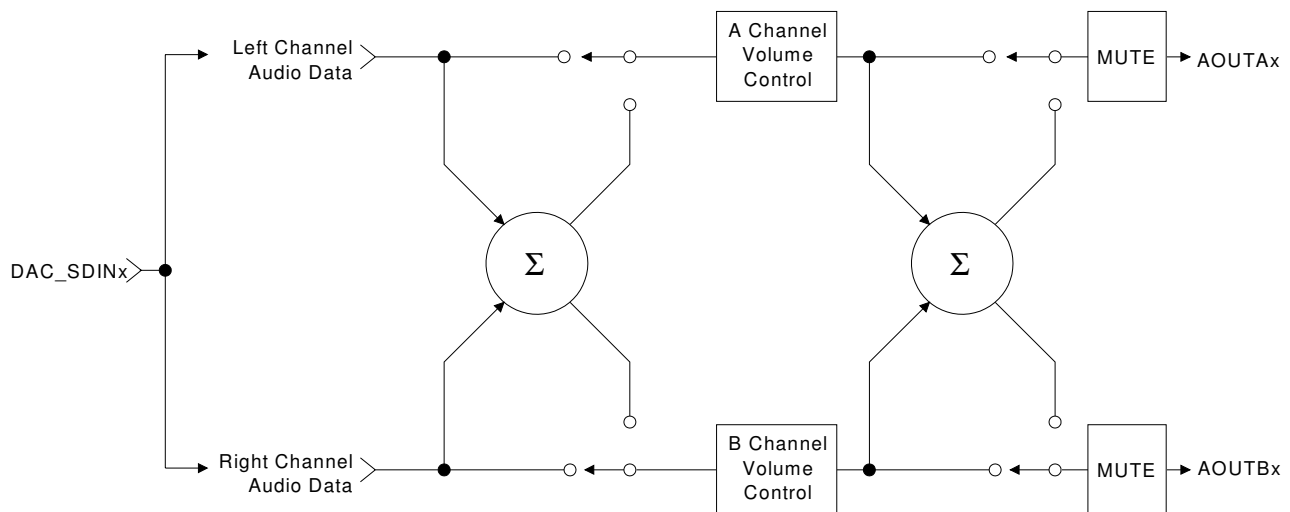 Left Channel
Audio Data
A Channel
Volume
Control
MUTE
AOUTAx
Σ
Σ
DAC_SDINx
Right Channel
Audio Data
B Channel
Volume
Control
MUTE
AOUTBx